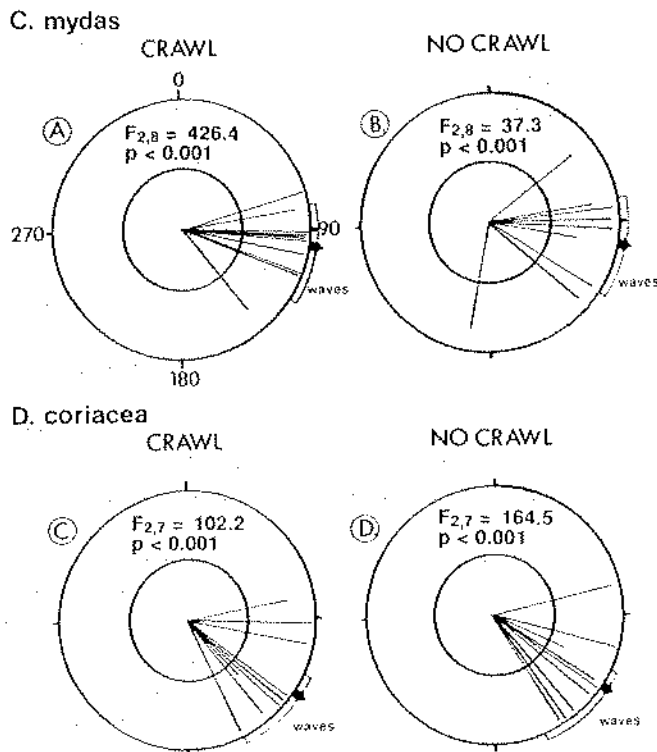 C. mydas
CRAWL
NO CRAWL
0
A
F2,8 = 426.4
p < 0.001
270
90
waves
180
B
F2,8 = 37.3
p < 0.001
waves
D. coriacea
CRAWL
NO CRAWL
C
F2,7 = 102.2
p < 0.001
waves
D
F2,7 = 164.5
p < 0.001
waves